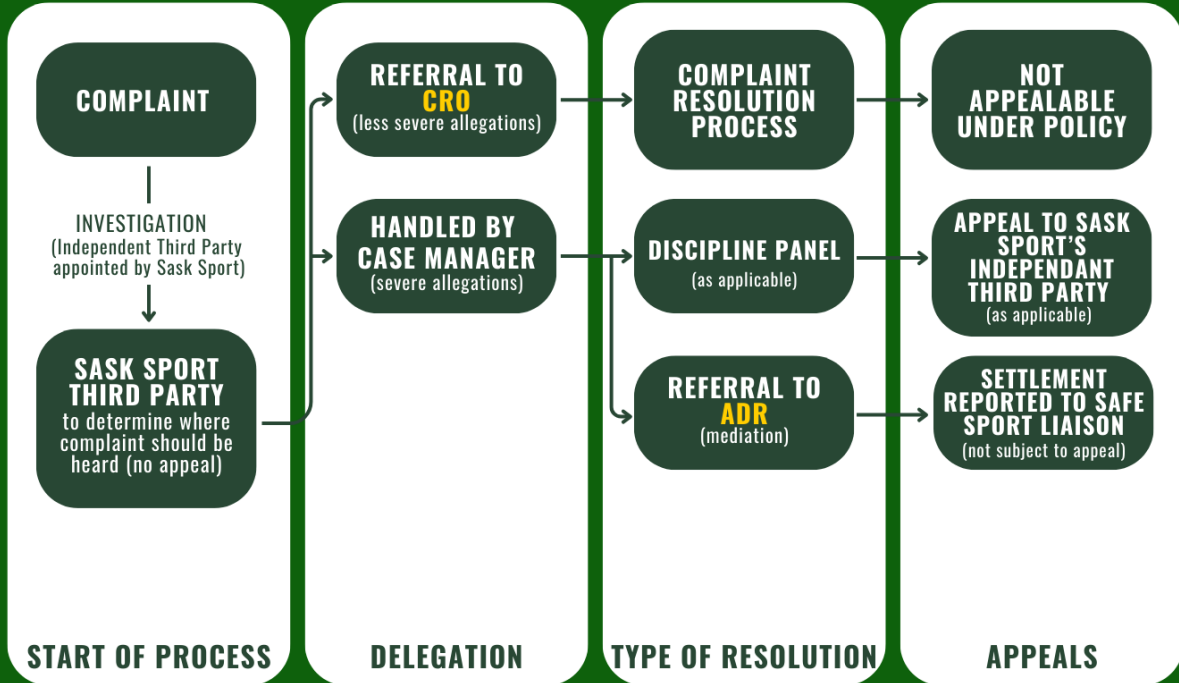 COMPLAINT
INVESTIGATION
(Independent Third Party
appointed by Sask Sport)
SASK SPORT
THIRD PARTY
to determine where
complaint should be
heard (no appeal)
START OF PROCESS
REFERRAL TO
CRO
(less severe allegations)
HANDLED BY
CASE MANAGER
(severe allegations)
DELEGATION
COMPLAINT
RESOLUTION
PROCESS
DISCIPLINE PANEL
(as applicable)
REFERRAL TO
ADR
(mediation)
TYPE OF RESOLUTION
NOT
APPEALABLE
UNDER POLICY
APPEAL TO SASK
SPORT'S
INDEPENDANT
THIRD PARTY
(as applicable)
SETTLEMENT
REPORTED TO SAFE
SPORT LIAISON
(not subject to appeal)
APPEALS